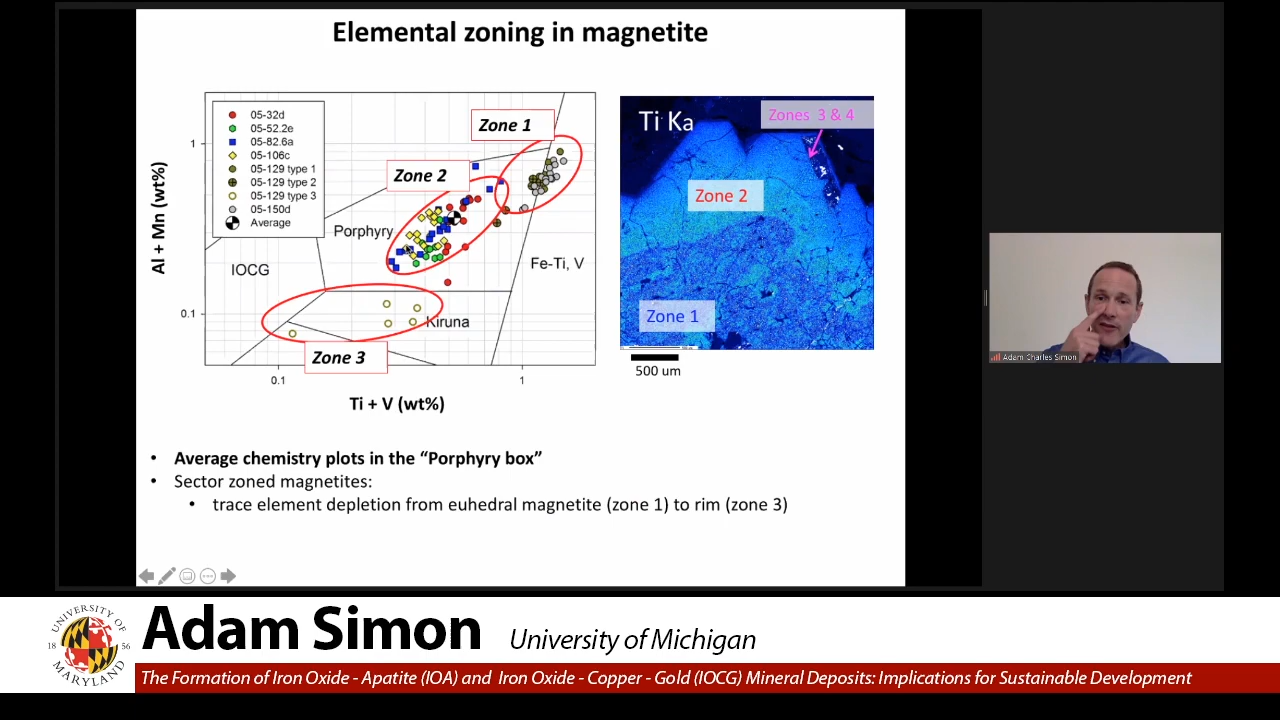 Elemental zoning in magnetite
05-32d
05-52.2e
05-82.6a
05-106c
05-129 type 1
05-129 type 2
05-129 type 3
05-150d
Average
Zone 1
Zone 2
Porphyry
IOCG
Fe-Ti, V
Kiruna
Zone 3
Al + Mn (wt%)
1
0.1
0.1
1
Ti + V (wt%)
Ti Ka
Zones 3 & 4
Zone 2
Zone 1
500 um
• Average chemistry plots in the “Porphyry box”
• Sector zoned magnetites:
• trace element depletion from euhedral magnetite (zone 1) to rim (zone 3)
Adam Charles Simon
UNIVERSITY OF
18 56
MARYLAND
Adam Simon University of Michigan
The Formation of Iron Oxide - Apatite (IOA) and Iron Oxide - Copper - Gold (IOCG) Mineral Deposits: Implications for Sustainable Development